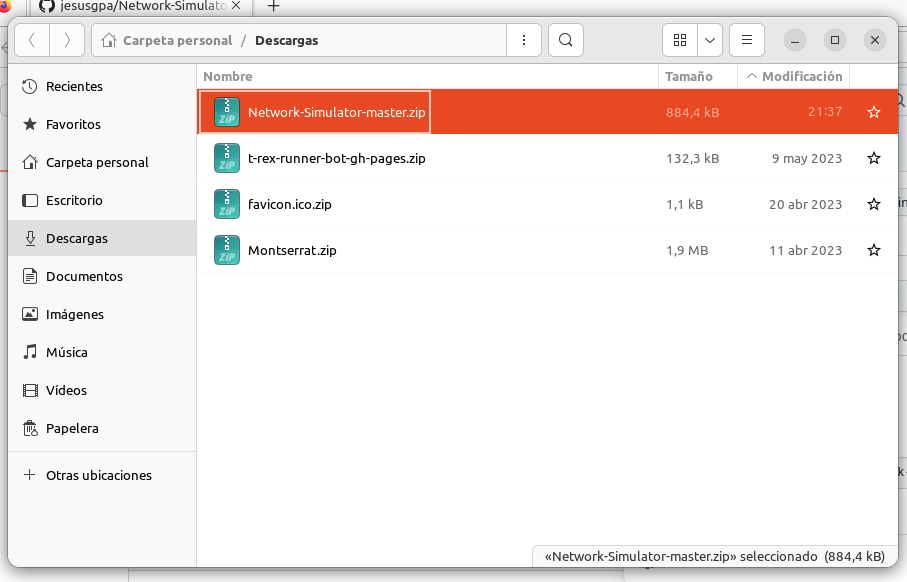 jesusgpa/Network-Simulato
Carpeta personal / Descargas
Recientes
Favoritos
Carpeta personal
Escritorio
Descargas
Documentos
Imágenes
Música
Vídeos
Papelera
Otras ubicaciones
Nombre Tamaño Modificación
Network-Simulator-master.zip 884,4 kB 21:37
t-rex-runner-bot-gh-pages.zip 132,3 kB 9 may 2023
favicon.ico.zip 1,1 kB 20 abr 2023
Montserrat.zip 1,9 MB 11 abr 2023
«Network-Simulator-master.zip» seleccionado (884,4 kB)